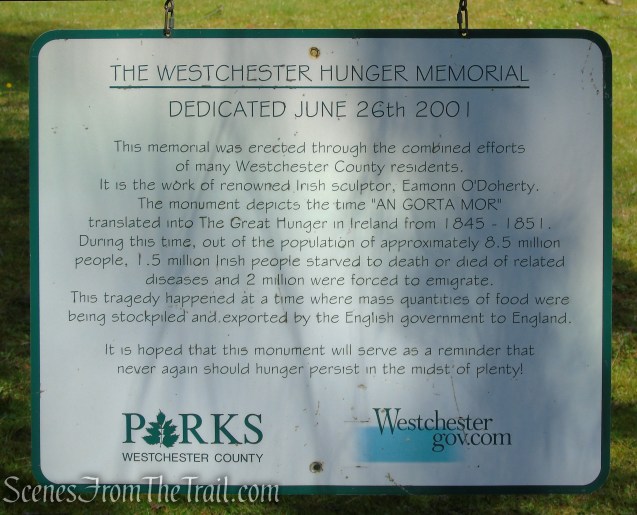 THE WESTCHESTER HUNGER MEMORIAL
DEDICATED JUNE 26th 2001
This memorial was erected through the combined efforts
of many Westchester County residents.
It is the work of renowned Irish sculptor, Eamonn O'Doherty.
The monument depicts the time "AN GORTA MOR"
translated into The Great Hunger in Ireland from 1845 - 1851.
During this time, out of the population of approximately 8.5 million
people, 1.5 million Irish people starved to death or died of related
diseases and 2 million were forced to emigrate.
This tragedy happened at a time where mass quantities of food were
being stockpiled and exported by the English government to England.
It is hoped that this monument will serve as a reminder that
never again should hunger persist in the midst of plenty!
PARKS
WESTCHESTER COUNTY
Westchester
gov.com
ScenesFromTheTrail.com